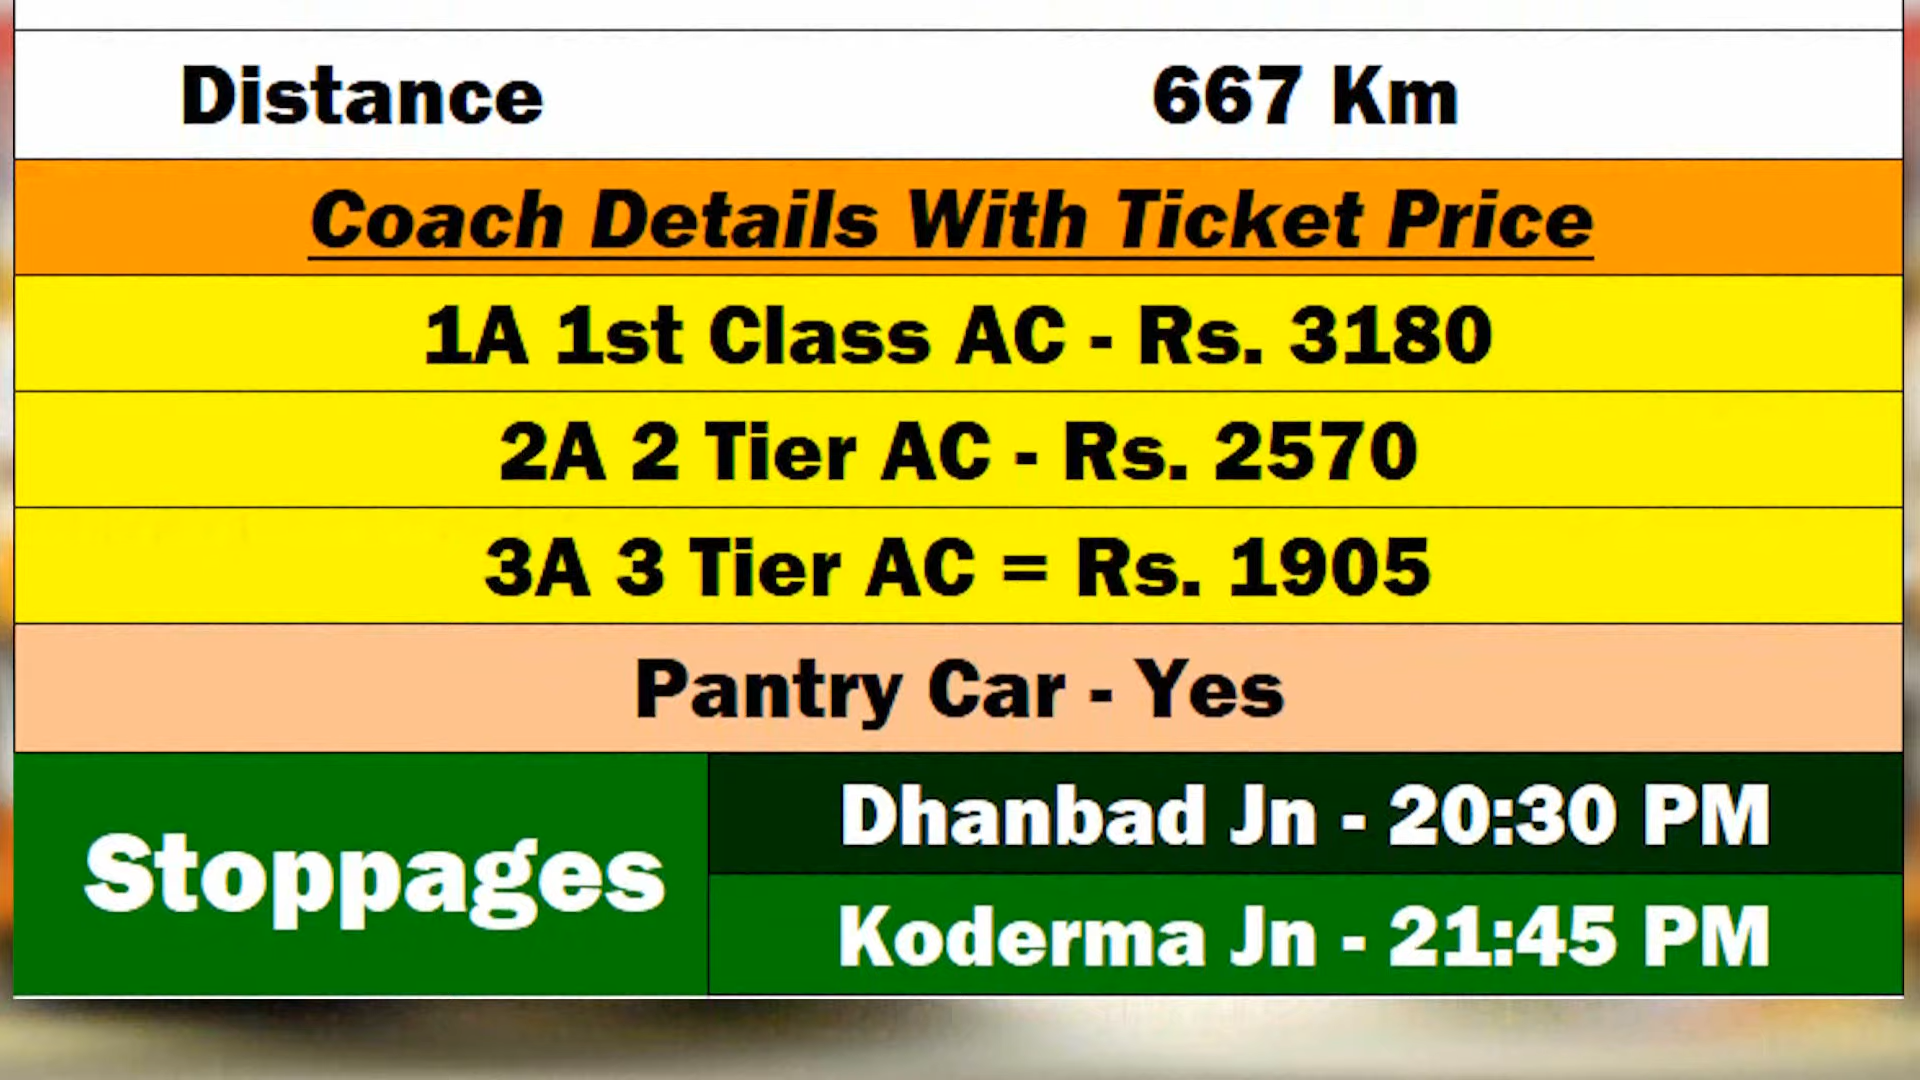 Distance 667 Km
Coach Details With Ticket Price
1A 1st Class AC - Rs. 3180
2A 2 Tier AC - Rs. 2570
3A 3 Tier AC = Rs. 1905
Pantry Car - Yes
Stoppages
Dhanbad Jn - 20:30 PM
Koderma Jn - 21:45 PM